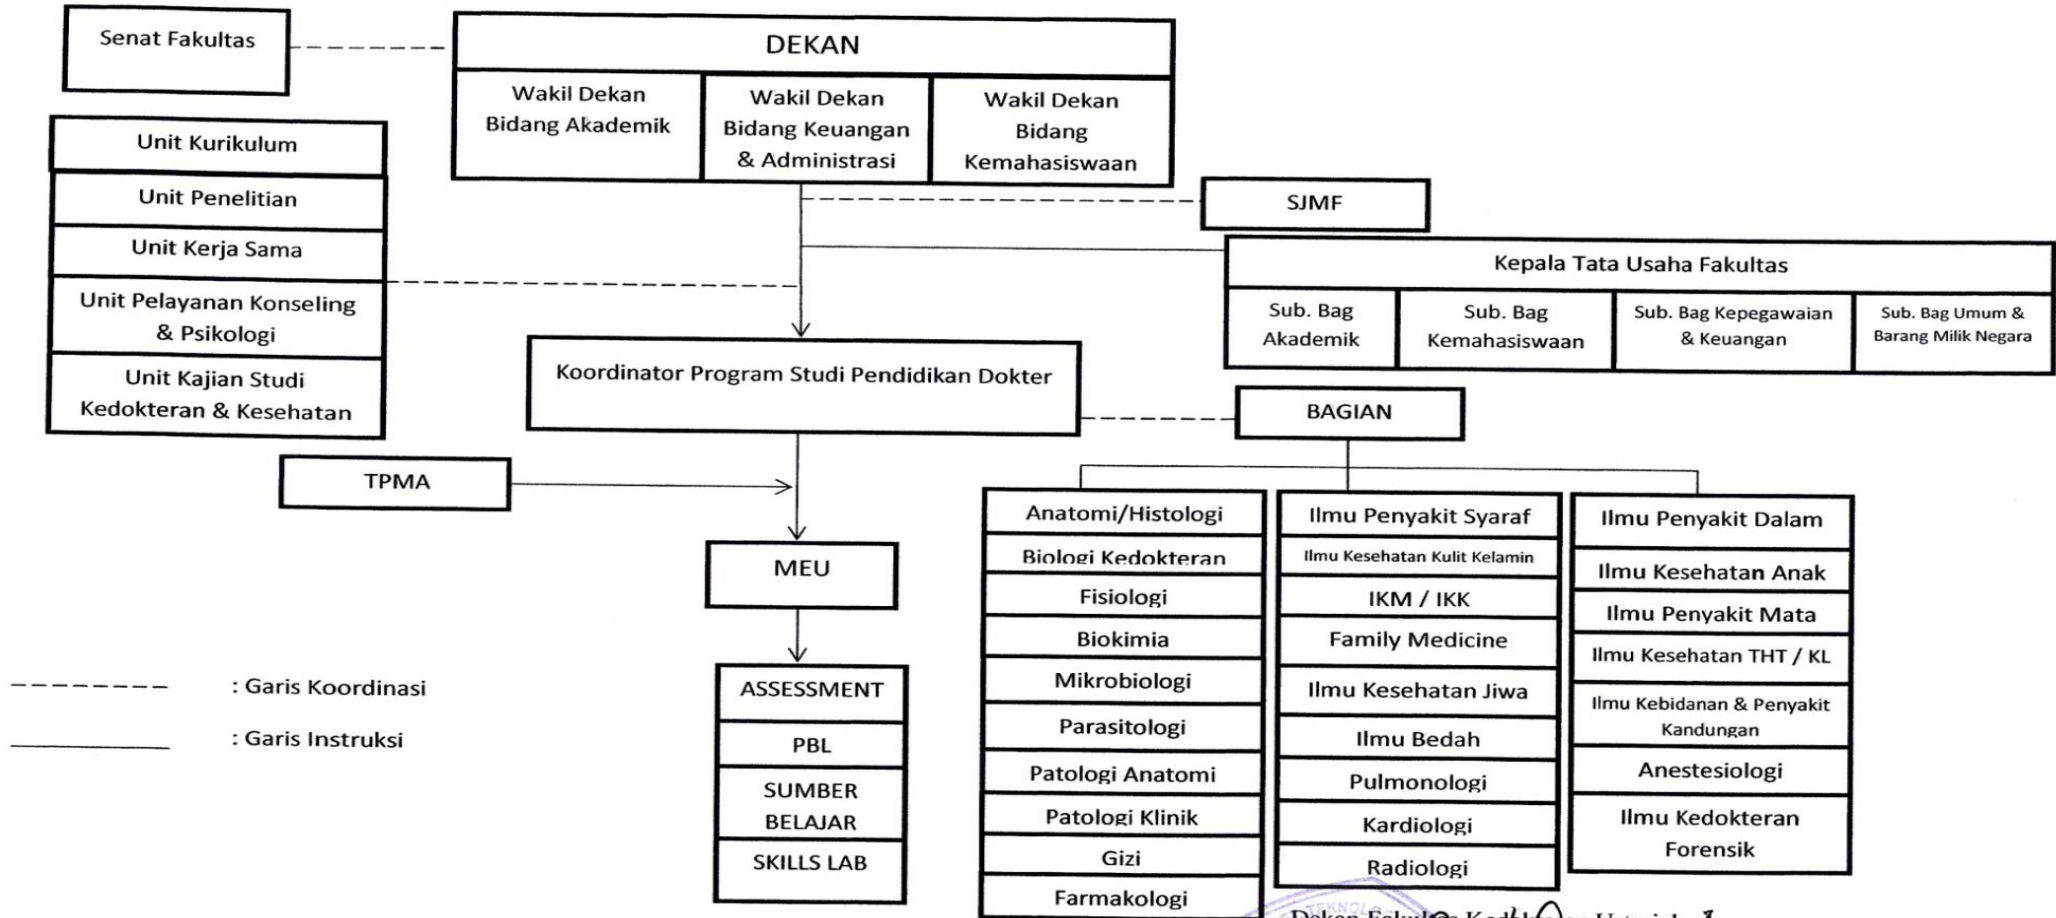 Senat Fakultas
DEKAN
Wakil Dekan
Bidang Akademik
Wakil Dekan
Bidang Keuangan
& Administrasi
Wakil Dekan
Bidang
Kemahasiswaan
Unit Kurikulum
Unit Penelitian
Unit Kerja Sama
Unit Pelayanan Konseling
& Psikologi
Unit Kajian Studi
Kedokteran & Kesehatan
SJMF
Kepala Tata Usaha Fakultas
Sub. Bag
Akademik
Sub. Bag
Kemahasiswaan
Sub. Bag Kepegawaian
& Keuangan
Sub. Bag Umum &
Barang Milik Negara
Koordinator Program Studi Pendidikan Dokter
BAGIAN
TPMA
MEU
ASSESSMENT
PBL
SUMBER
BELAJAR
SKILLS LAB
Anatomi/Histologi
Biologi Kedokteran
Fisiologi
Biokimia
Mikrobiologi
Parasitologi
Patologi Anatomi
Patologi Klinik
Gizi
Farmakologi
Ilmu Penyakit Syaraf
Ilmu Kesehatan Kulit Kelamin
IKM / IKK
Family Medicine
Ilmu Kesehatan Jiwa
Ilmu Bedah
Pulmonologi
Kardiologi
Radiologi
Ilmu Penyakit Dalam
Ilmu Kesehatan Anak
Ilmu Penyakit Mata
Ilmu Kesehatan THT / KL
Ilmu Kebidanan & Penyakit
Kandungan
Anestesiologi
Ilmu Kedokteran
Forensik
: Garis Koordinasi
: Garis Instruksi
Dekan Fakultas